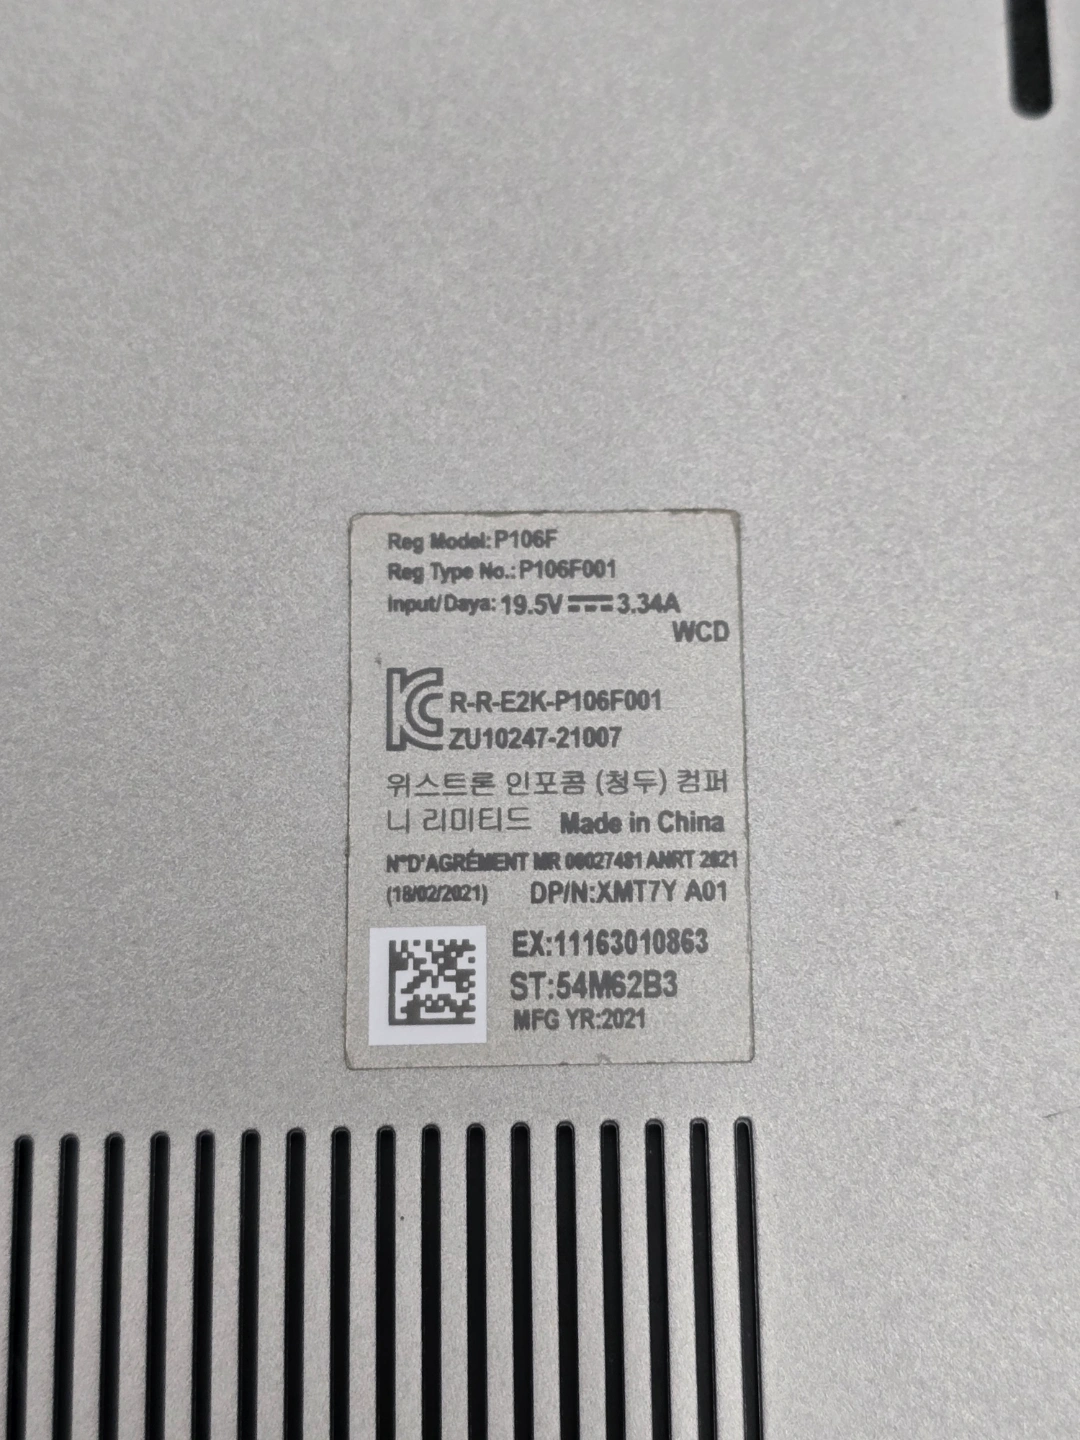 Reg Model: P106F
Reg Type No.: P106F001
Input/Daya: 19.5V 3.34A
WCD
R-R-E2K-P106F001
ZU10247-21007
위스트론 인포콤 (청두) 컴퍼
니 리미티드 Made in China
N°D'AGRÉMENT MR 00027481 ANRT 2021
(18/02/2021) DP/N:XMT7Y A01
EX:11163010863
ST:54M62B3
MFG YR:2021